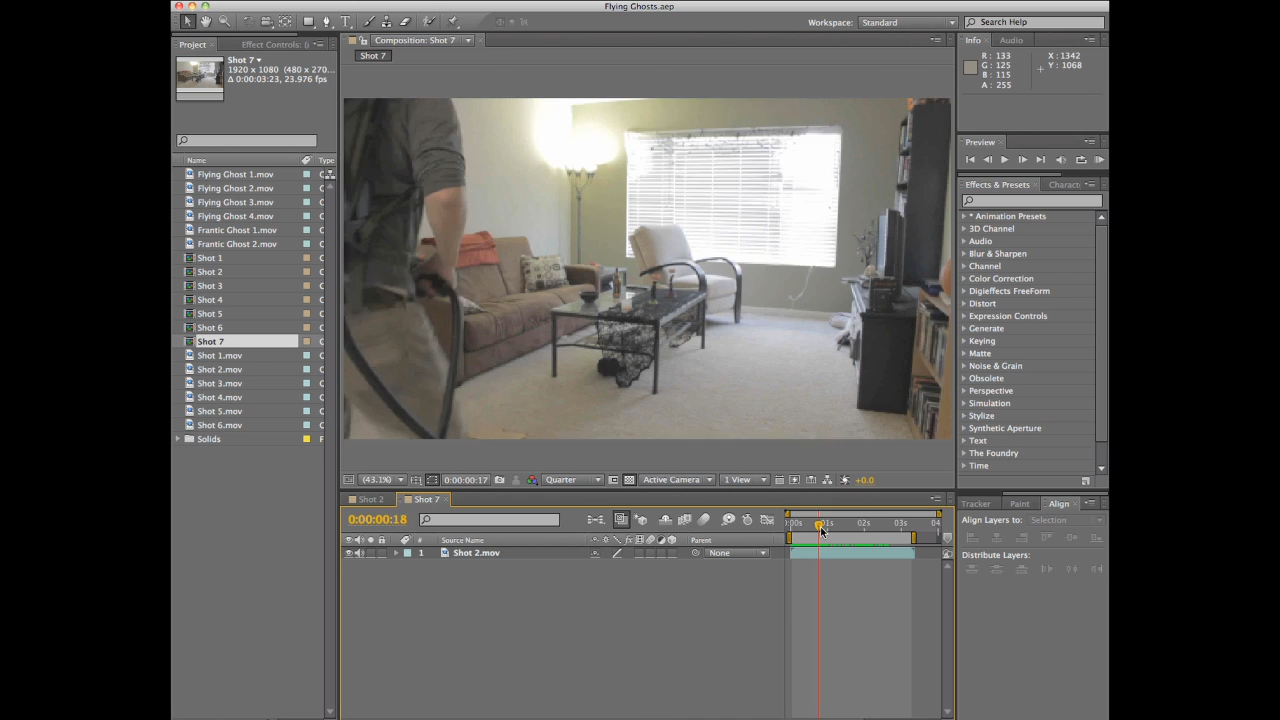 Flying Ghosts.aep
Workspace: Standard
Search Help
Project
Effect Controls: (
Composition: Shot 7
Info
Audio
Shot 7
Shot 7
1920 x 1080 (480 x 270...
Δ 0:00:03:23, 23.976 fps
R: 133
G: 125
B: 115
A: 255
X: 1342
Y: 1068
Preview
Name
Type
Flying Ghost 1.mov
Flying Ghost 2.mov
Flying Ghost 3.mov
Flying Ghost 4.mov
Frantic Ghost 1.mov
Frantic Ghost 2.mov
Shot 1
Shot 2
Shot 3
Shot 4
Shot 5
Shot 6
Shot 7
Shot 1.mov
Shot 2.mov
Shot 3.mov
Shot 4.mov
Shot 5.mov
Shot 6.mov
Solids
Effects & Presets
Charact
* Animation Presets
3D Channel
Audio
Blur & Sharpen
Channel
Color Correction
Digieffects FreeForm
Distort
Expression Controls
Generate
Keying
Matte
Noise & Grain
Obsolete
Perspective
Simulation
Stylize
Synthetic Aperture
Text
The Foundry
Time
(43.1%)
0:00:00:17
Quarter
Active Camera
1 View
+0.0
Shot 2
Shot 7
0:00:00:18
):00s
01s
02s
03s
04
# Source Name
Parent
1 Shot 2.mov
None
Tracker
Paint
Align
Align Layers to: Selection
Distribute Layers: